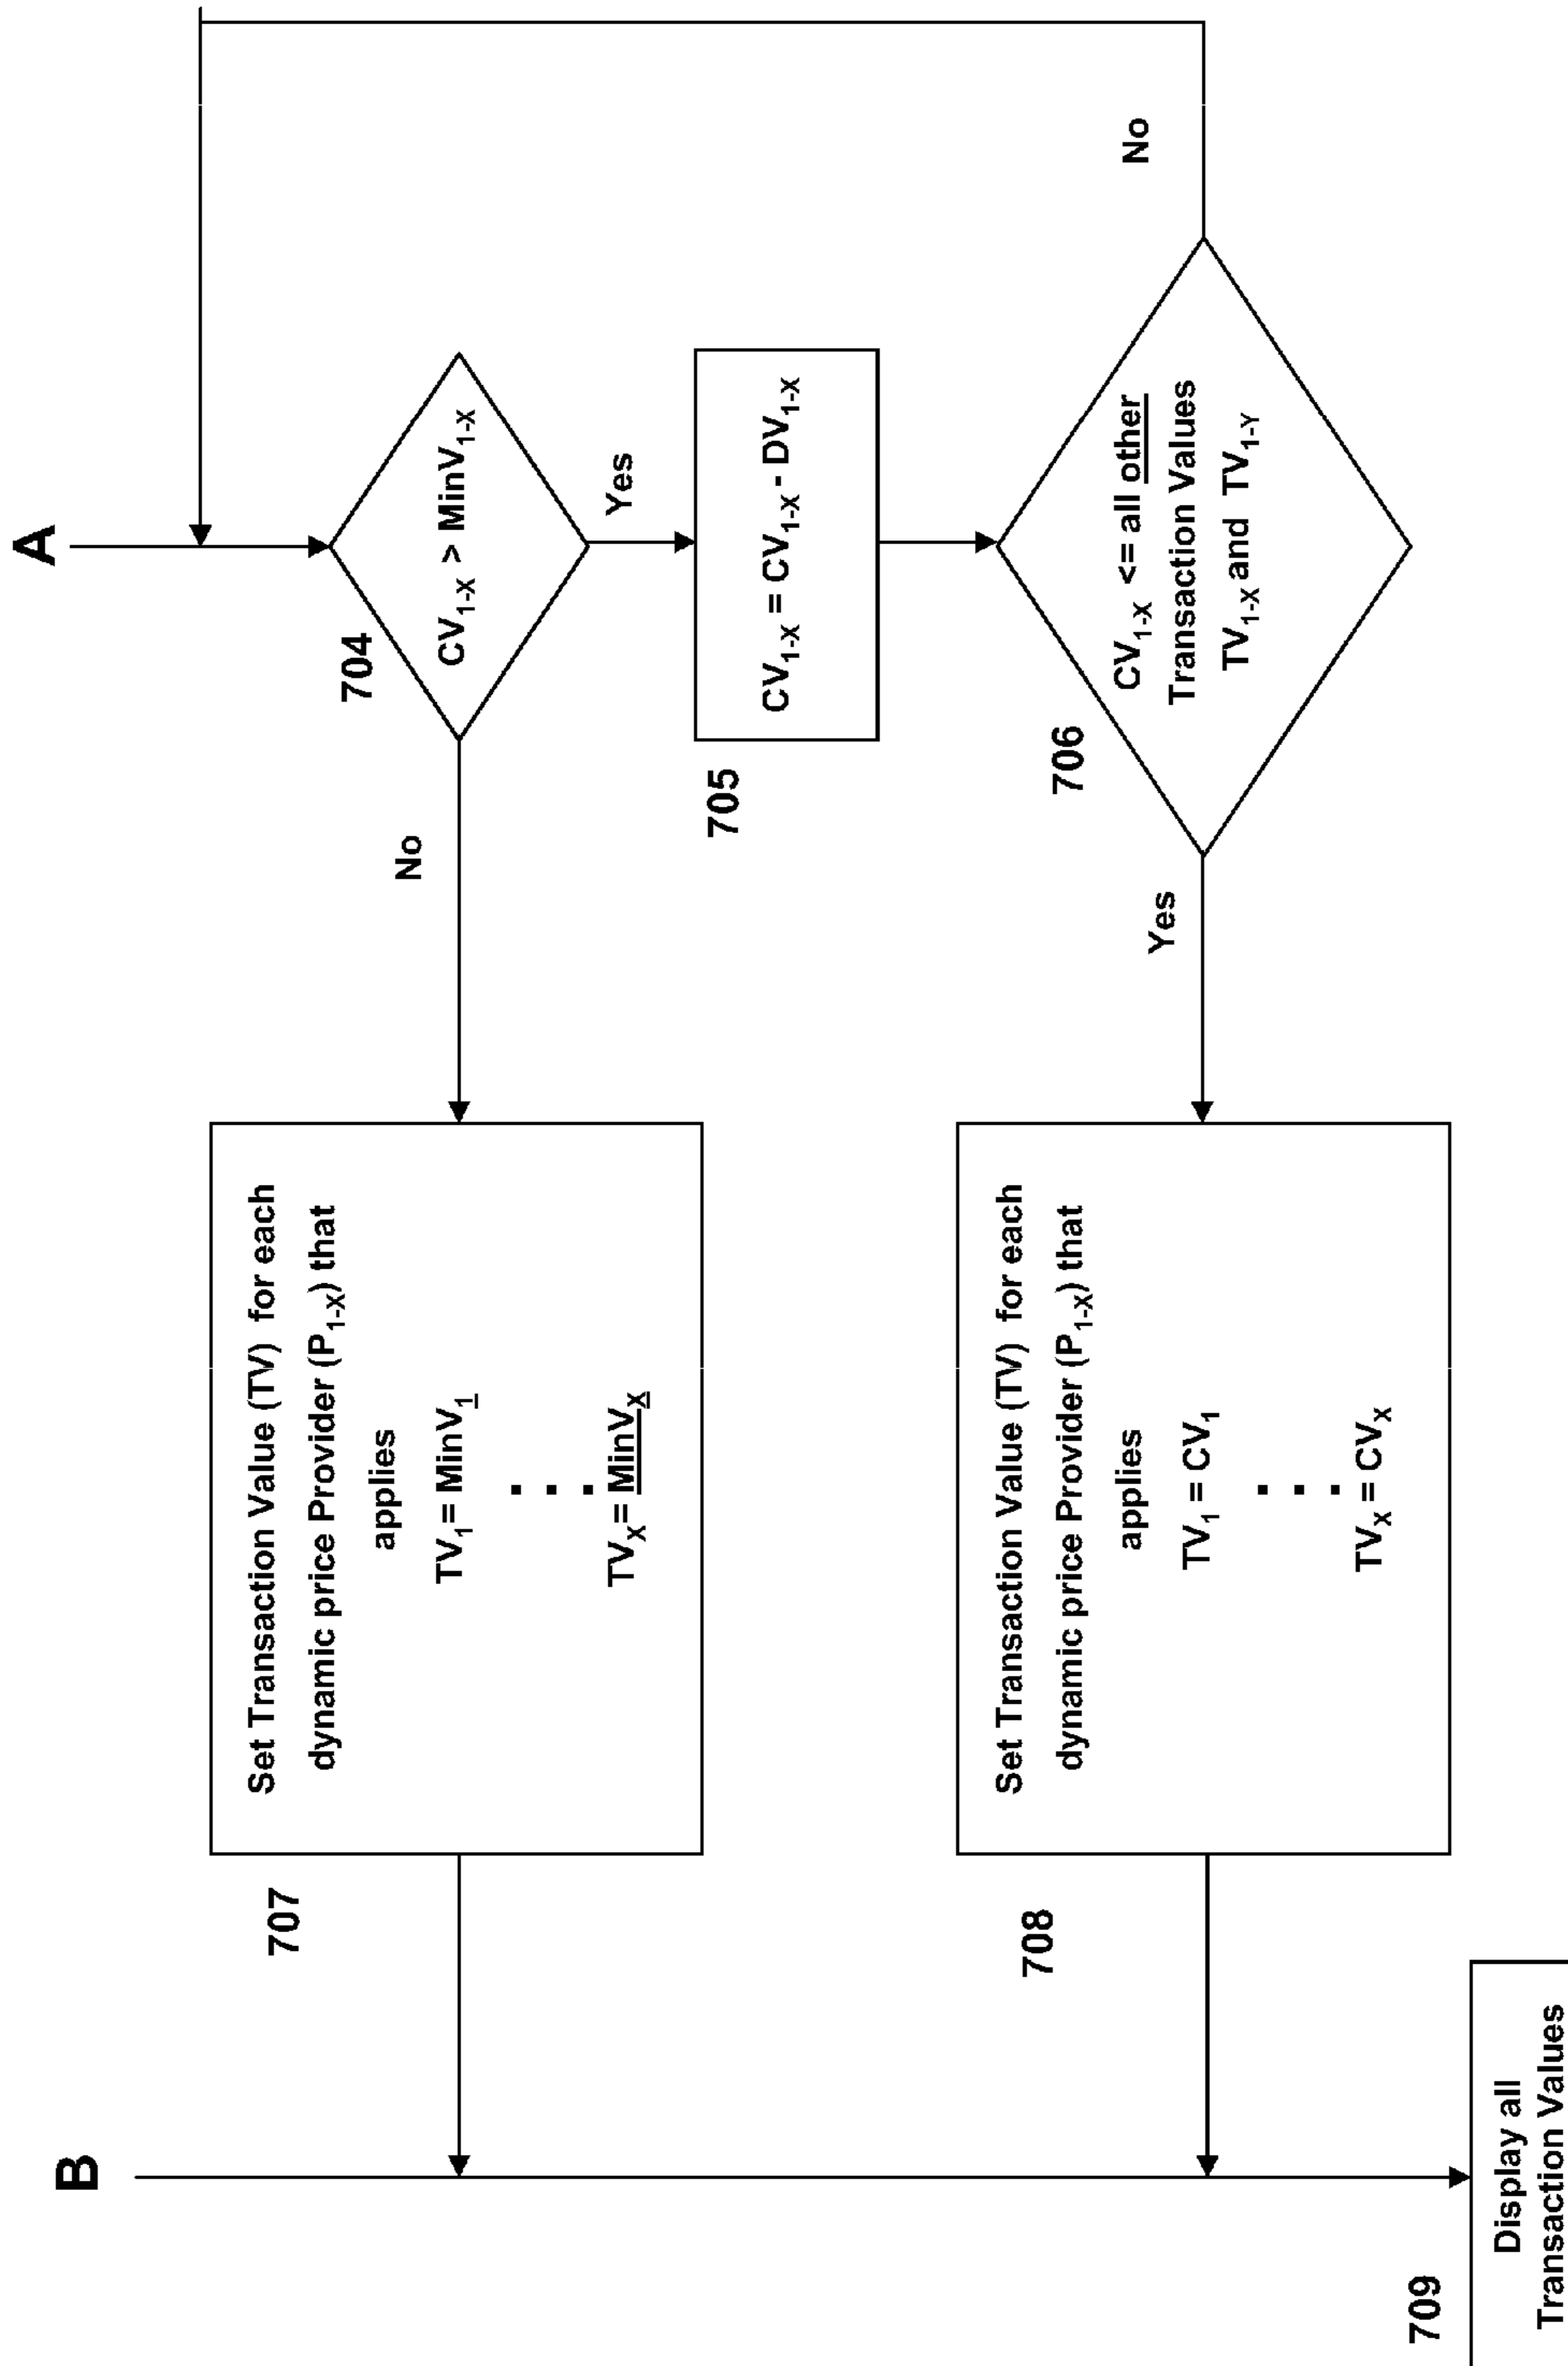 A
B
704
CV1-X > MinV1-X
No
Yes
705
CV1-X = CV1-X - DV1-X
706
CV1-X <= all other
Transaction Values
TV1-X and TV1-Y
No
Yes
707
Set Transaction Value (TV) for each
dynamic price Provider (P1-X) that
applies
TV1 = MinV1
TVX = MinVX
708
Set Transaction Value (TV) for each
dynamic price Provider (P1-X) that
applies
TV1 = CV1
TVX = CVX
709
Display all
Transaction Values